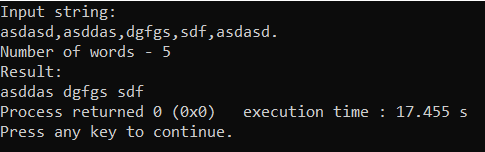 Input string:
asdasd,asddas,dgfgs,sdf,asdasd.
Number of words - 5
Result:
asddas dgfgs sdf
Process returned 0 (0x0)   execution time : 17.455 s
Press any key to continue.